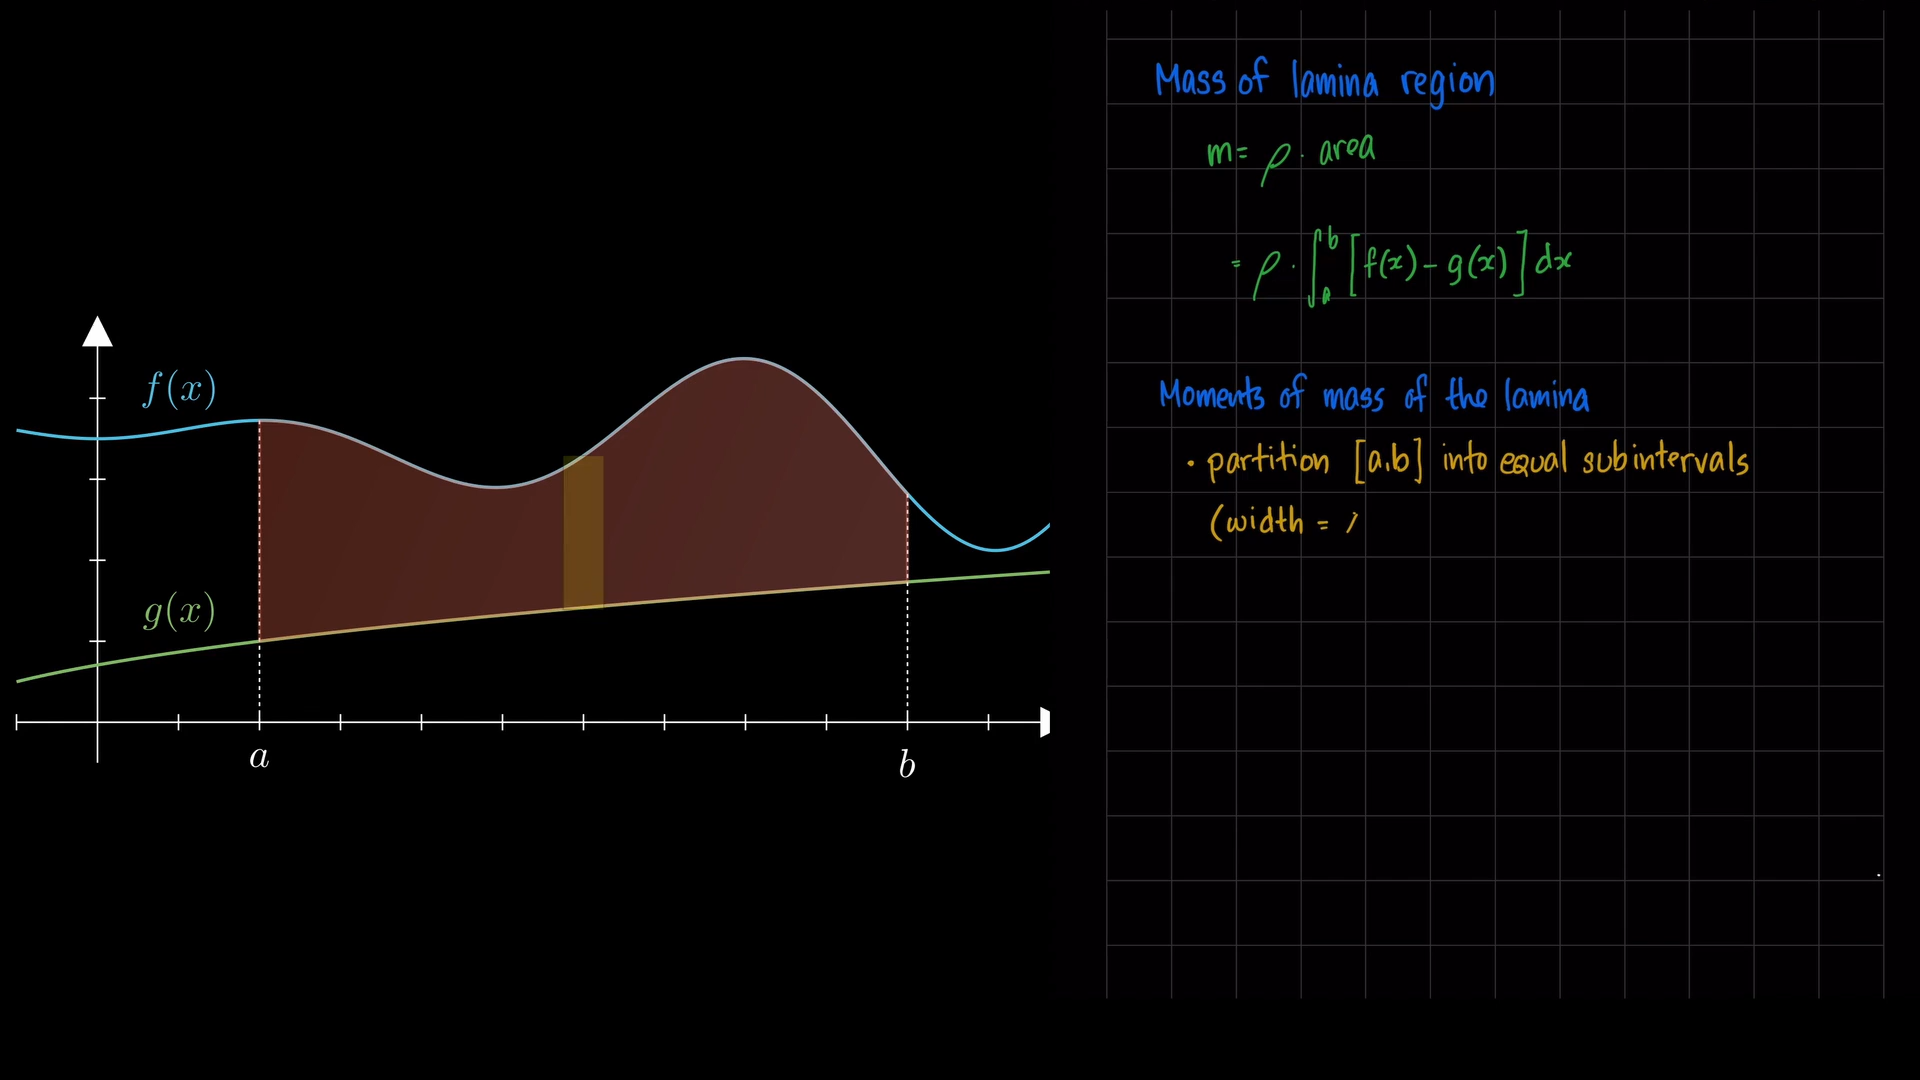 f(x)
g(x)
a
b
Mass of lamina region
m= ρ · area
= ρ · ∫_a^b [f(x) – g(x)] dx
Moments of mass of the lamina
• partition [a.b] into equal subintervals
(width =